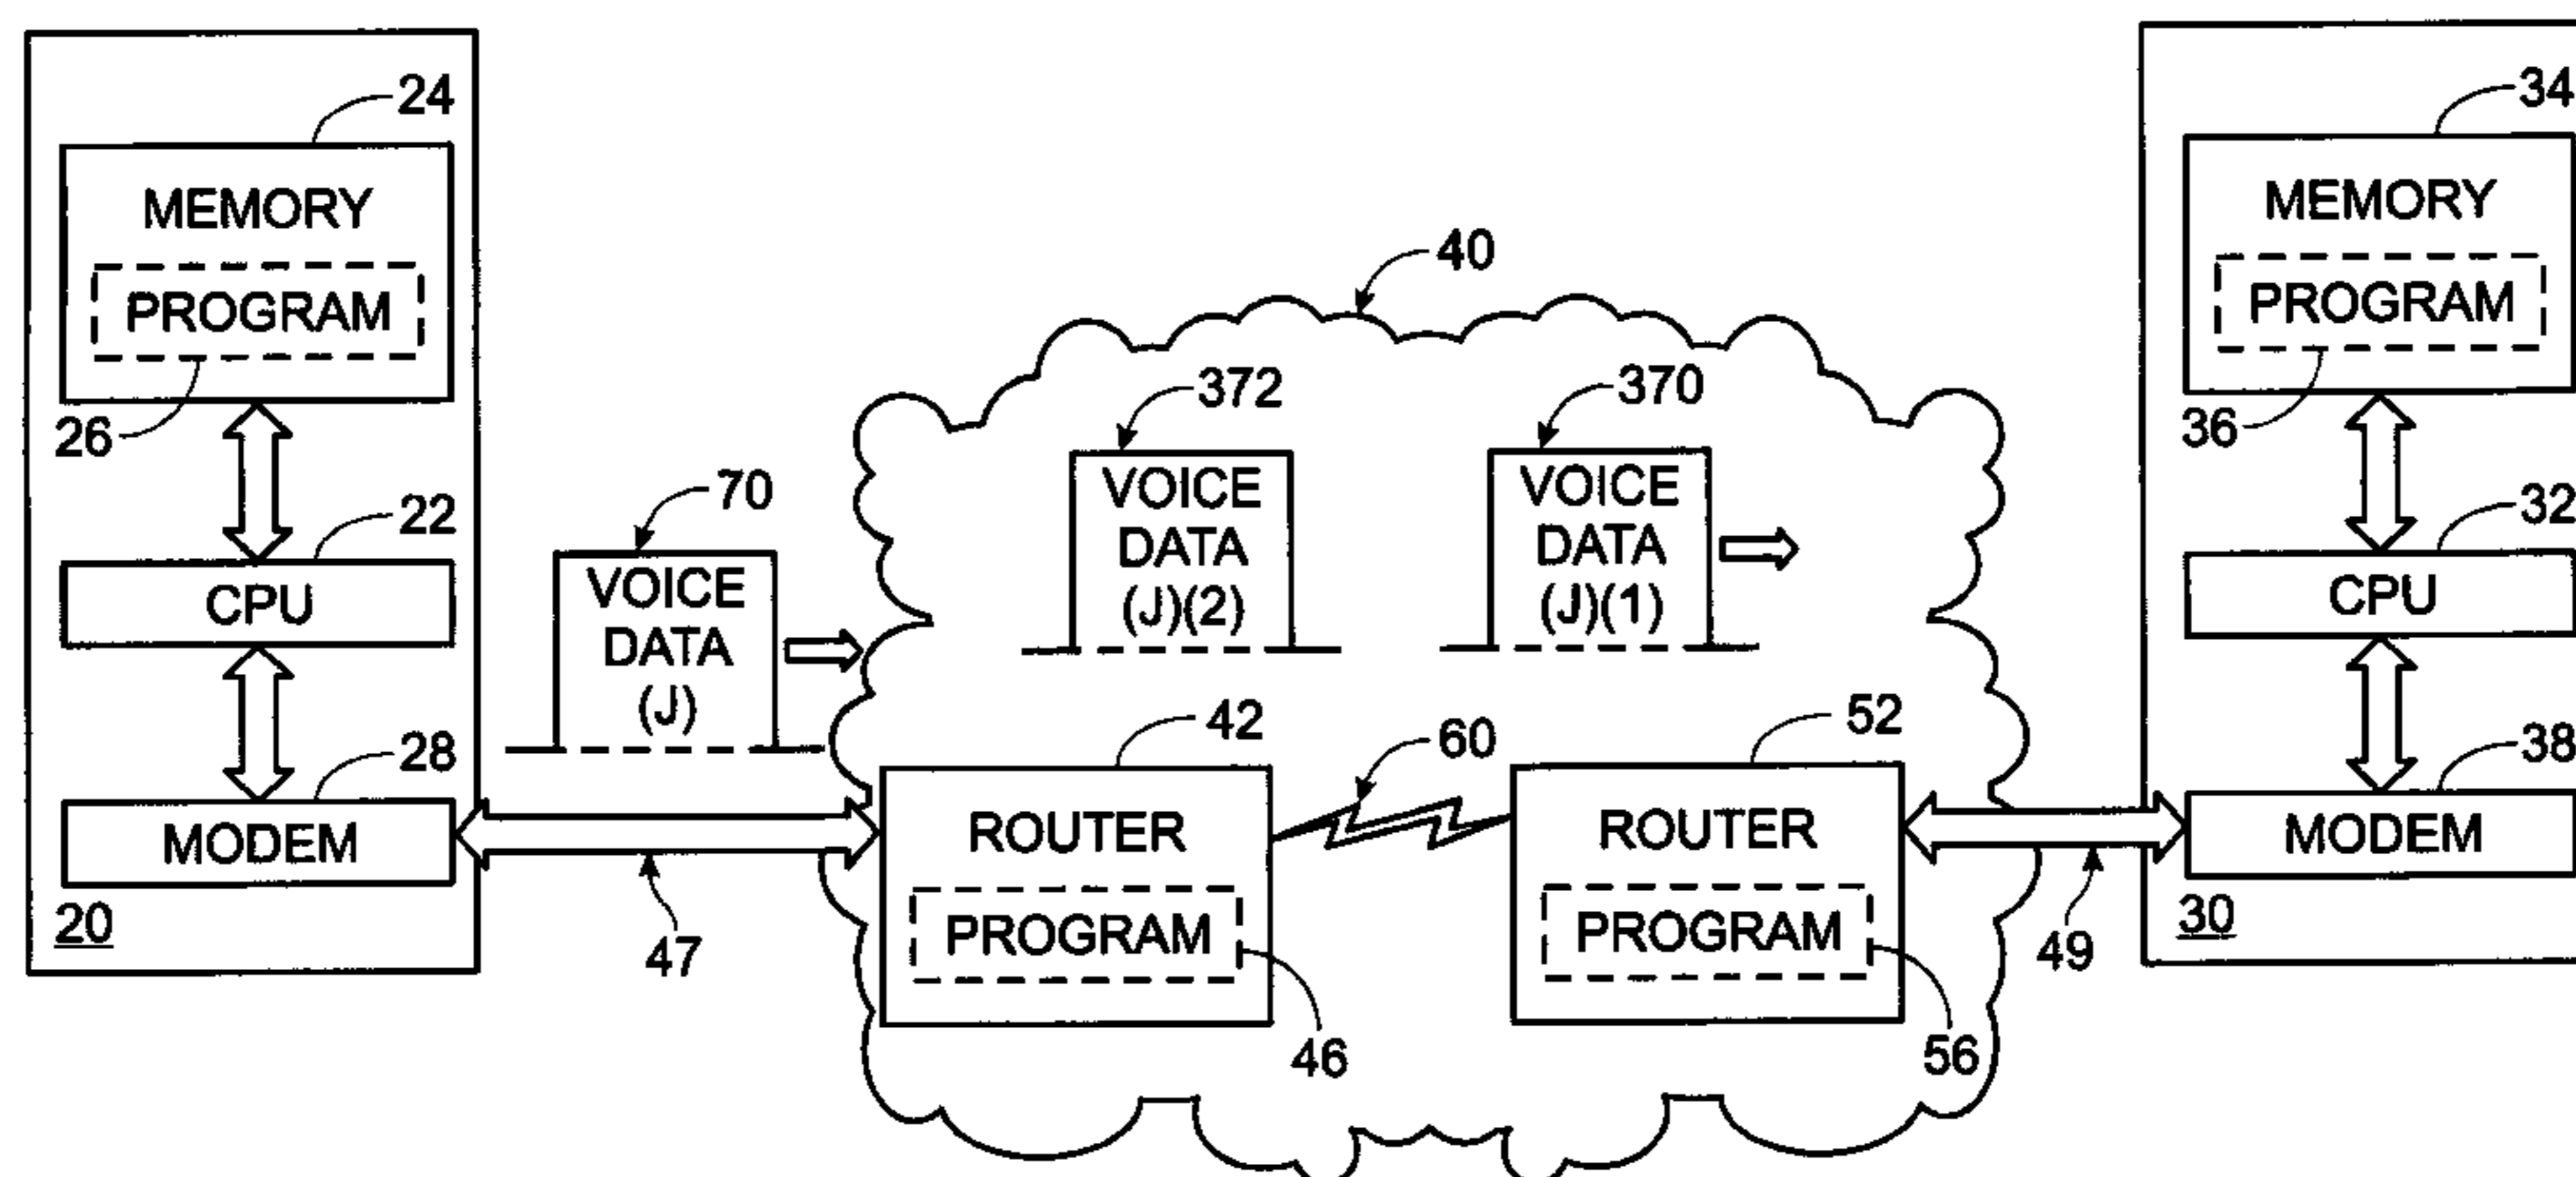 24
MEMORY
PROGRAM
26
22
CPU
28
MODEM
20
70
VOICE
DATA
(J)
47
40
372
VOICE
DATA
(J)(2)
370
VOICE
DATA
(J)(1)
42
ROUTER
PROGRAM
46
60
52
ROUTER
PROGRAM
56
49
34
MEMORY
PROGRAM
36
32
CPU
38
MODEM
30